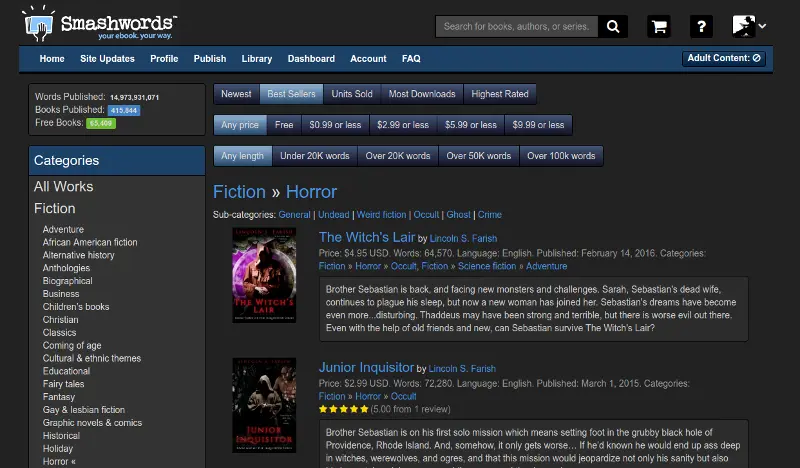 Smashwords™
your ebook. your way.
Search for books, authors, or series.
?
Home Site Updates Profile Publish Library Dashboard Account FAQ
Adult Content:
Words Published: 14,973,931,071
Books Published: 415,844
Free Books: 65,409
Newest Best Sellers Units Sold Most Downloads Highest Rated
Any price Free $0.99 or less $2.99 or less $5.99 or less $9.99 or less
Any length Under 20K words Over 20K words Over 50K words Over 100k words
Categories
All Works
Fiction
Adventure
African American fiction
Alternative history
Anthologies
Biographical
Business
Children's books
Christian
Classics
Coming of age
Cultural & ethnic themes
Educational
Fairy tales
Fantasy
Gay & lesbian fiction
Graphic novels & comics
Historical
Holiday
Horror «
Fiction » Horror
Sub-categories: General | Undead | Weird fiction | Occult | Ghost | Crime
LINCOLN S. FARISH
THE WITCH'S
LAIR
The Witch's Lair by Lincoln S. Farish
Price: $4.95 USD. Words: 64,570. Language: English. Published: February 14, 2016. Categories:
Fiction » Horror » Occult, Fiction » Science fiction » Adventure
Brother Sebastian is back, and facing new monsters and challenges. Sarah, Sebastian's dead wife,
continues to plague his sleep, but now a new woman has joined her. Sebastian's dreams have become
even more...disturbing. Thaddeus may have been strong and terrible, but there is worse evil out there.
Even with the help of old friends and new, can Sebastian survive The Witch's Lair?
LINCOLN S. FARISH
JUNIOR
INQUISITOR
Junior Inquisitor by Lincoln S. Farish
Price: $2.99 USD. Words: 72,280. Language: English. Published: March 1, 2015. Categories:
Fiction » Horror » Occult
(5.00 from 1 review)
Brother Sebastian is on his first solo mission which means setting foot in the grubby black hole of
Providence, Rhode Island. And, somehow, it only gets worse… If he'd known he would end up ass deep
in witches, werewolves, and ogres, and that this mission would jeopardize not only his sanity but also